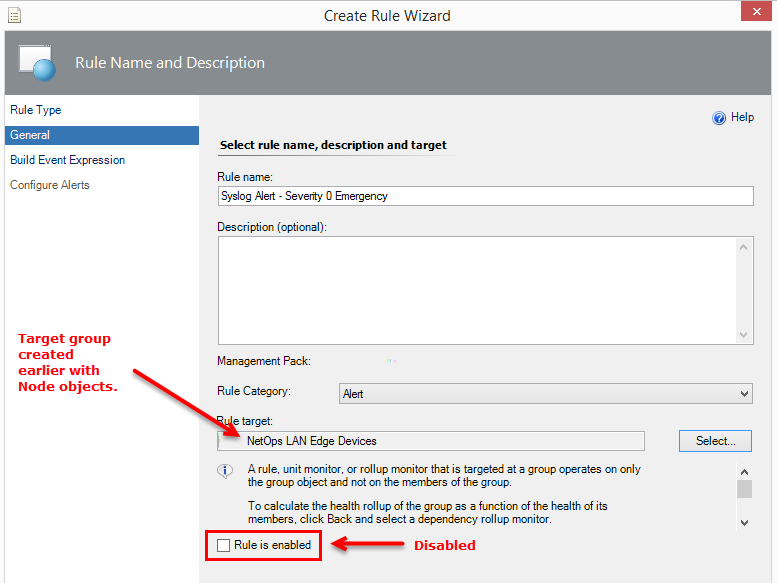 Create Rule Wizard
Rule Name and Description
Rule Type
General
Build Event Expression
Configure Alerts
Help
Select rule name, description and target
Rule name:
Syslog Alert - Severity 0 Emergency
Description (optional):
Target group
created
earlier with
Node objects.
Management Pack:
Rule Category:
Alert
Rule target:
NetOps LAN Edge Devices
Select...
A rule, unit monitor, or rollup monitor that is targeted at a group operates on only
the group object and not on the members of the group.
To calculate the health rollup of the group as a function of the health of its
members, click Back and select a dependency rollup monitor.
Rule is enabled
Disabled